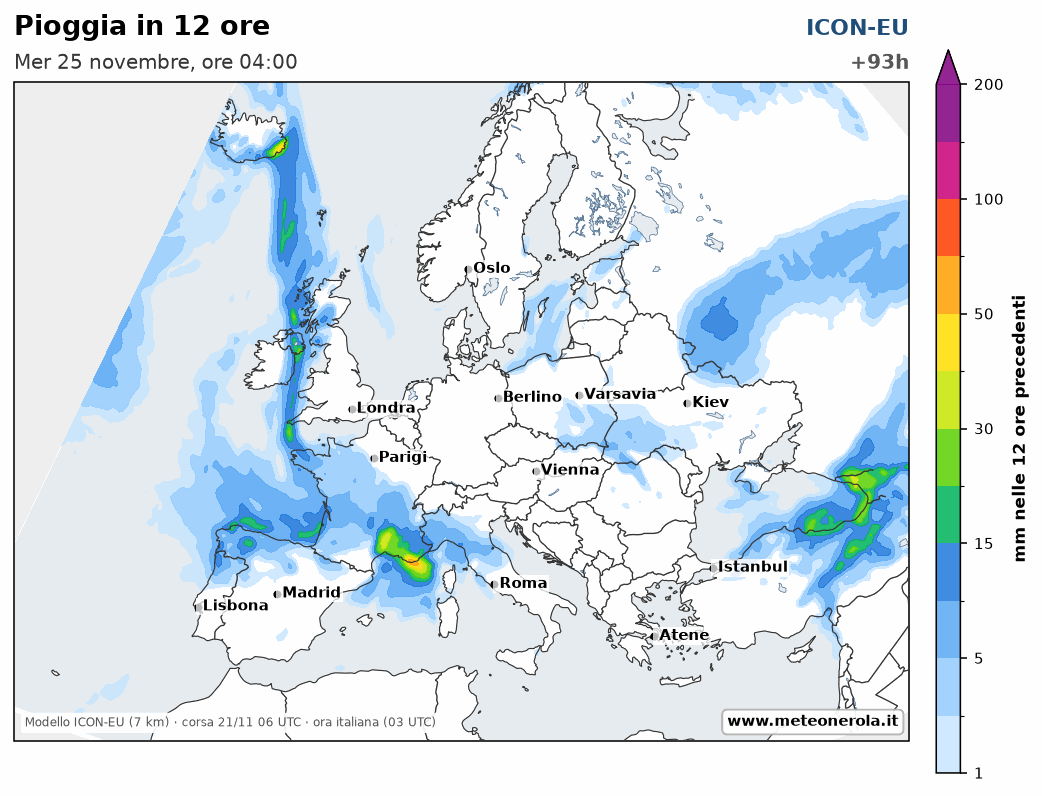 Pioggia in 12 ore
ICON-EU
Mer 25 novembre, ore 04:00
+93h
200
100
50
30
15
5
1
mm nelle 12 ore precedenti
Oslo
Berlino
Varsavia
Kiev
Londra
Parigi
Vienna
Istanbul
Roma
Madrid
Lisbona
Atene
Modello ICON-EU (7 km) · corsa 21/11 06 UTC · ora italiana (03 UTC)
www.meteonerola.it